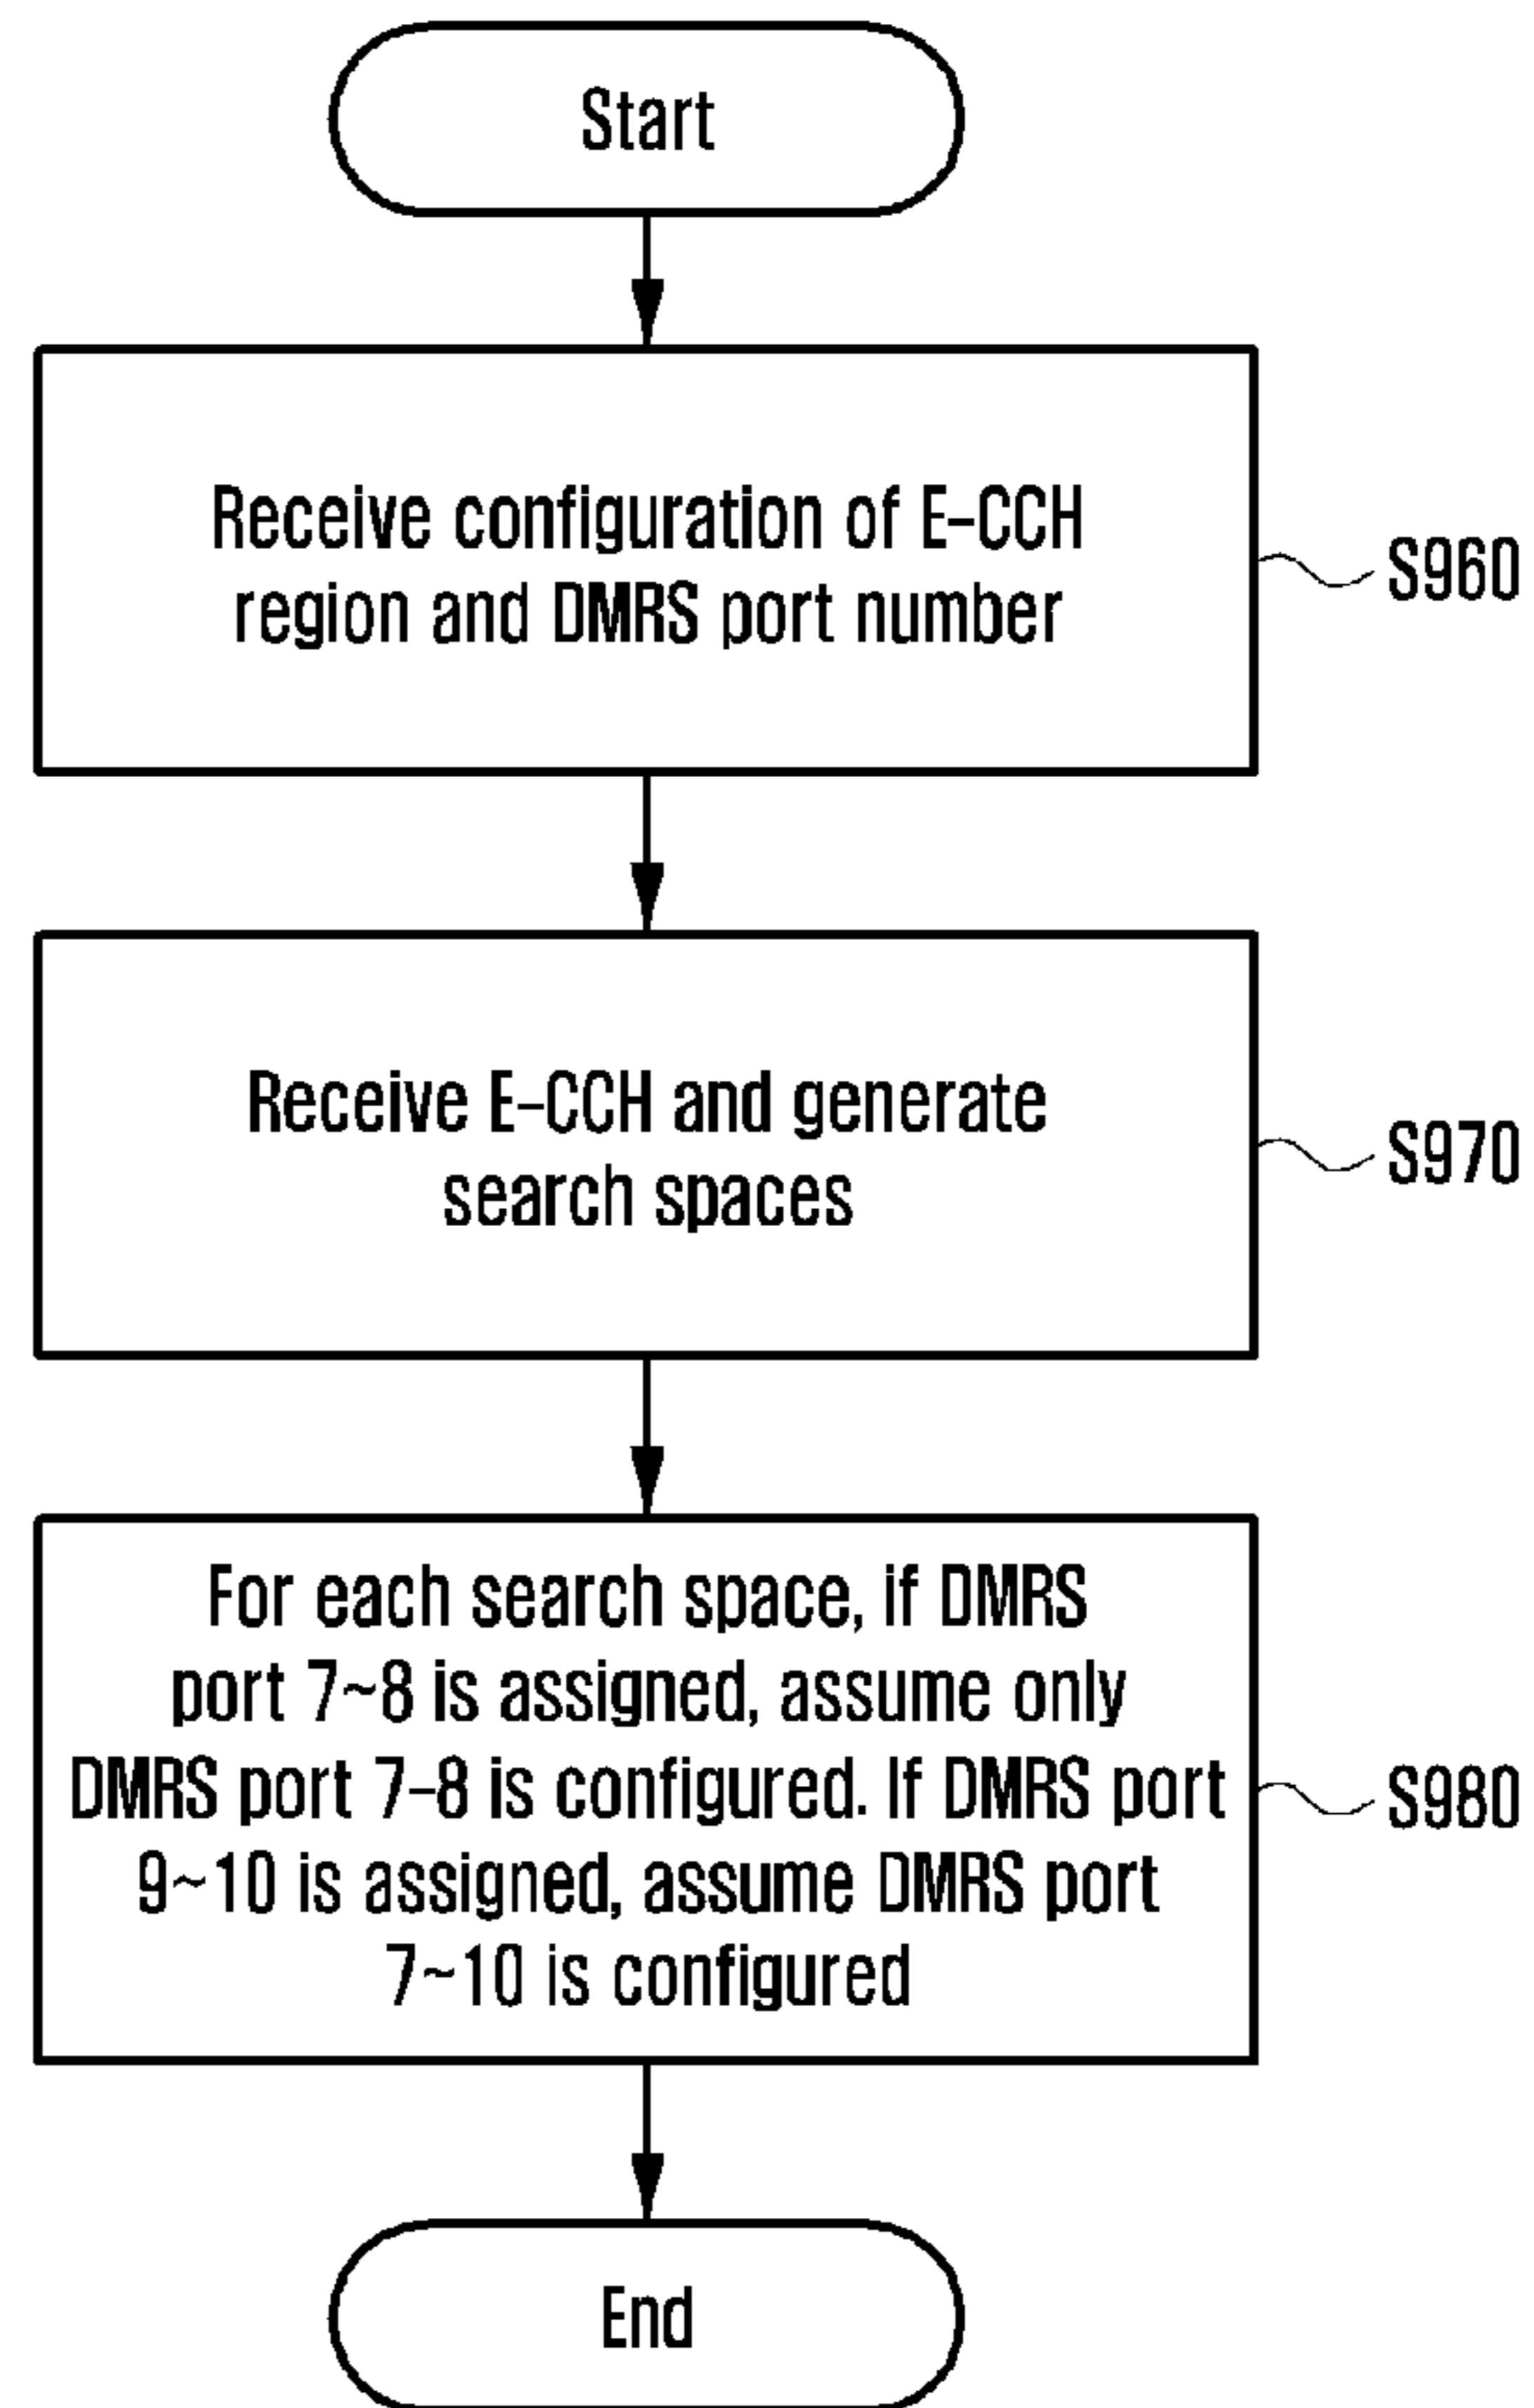 Start
Receive configuration of E-CCH
region and DMRS port number
S960
Receive E-CCH and generate
search spaces
S970
For each search space, if DMRS
port 7~8 is assigned, assume only
DMRS port 7-8 is configured. If DMRS port
9~10 is assigned, assume DMRS port
7~10 is configured
S980
End